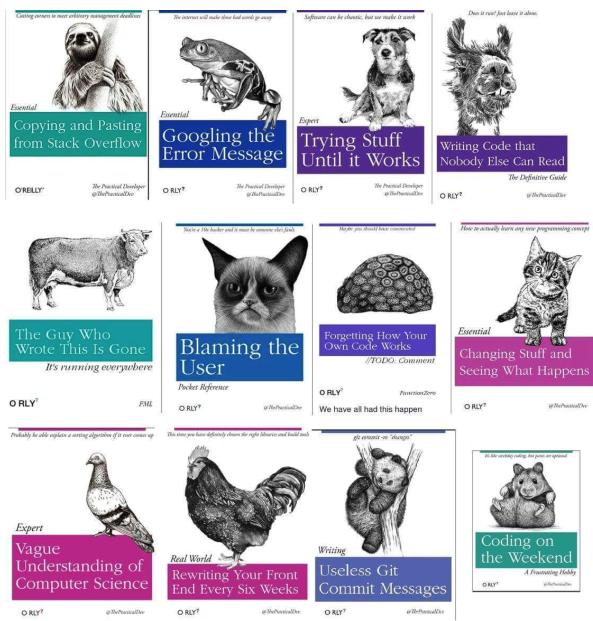 Cutting corners to meet arbitrary management deadlines
Essential
Copying and Pasting
from Stack Overflow
O'REILLY®
The Practical Developer
@ThePracticalDev
The internet will make those bad words go away
Essential
Googling the
Error Message
O RLY?
The Practical Developer
@ThePracticalDev
Software can be chaotic, but we make it work
Expert
Trying Stuff
Until it Works
O RLY?
The Practical Developer
@ThePracticalDev
Does it run? Just leave it alone.
Writing Code that
Nobody Else Can Read
The Definitive Guide
O RLY?
@ThePracticalDev
The Guy Who
Wrote This Is Gone
It's running everywhere
O RLY?
FML
You're a 10x hacker and it must be someone else's fault.
Blaming the
User
Pocket Reference
O RLY?
@ThePracticalDev
Maybe you should have commented
Forgetting How Your
Own Code Works
//TODO: Comment
O RLY?
FunctionZero
We have all had this happen
How to actually learn any new programming concept
Essential
Changing Stuff and
Seeing What Happens
O RLY?
@ThePracticalDev
Probably be able explain a sorting algorithm if it ever comes up
Expert
Vague
Understanding of
Computer Science
O RLY?
@ThePracticalDev
This time you have definitely chosen the right libraries and build tools
Real World
Rewriting Your Front
End Every Six Weeks
O RLY?
@ThePracticalDev
git commit -m "changes"
Writing
Useless Git
Commit Messages
O RLY?
@ThePracticalDev
It's like weekday coding, but pants are optional
Coding on
the Weekend
A Frustrating Hobby
O RLY?
@ThePracticalDev